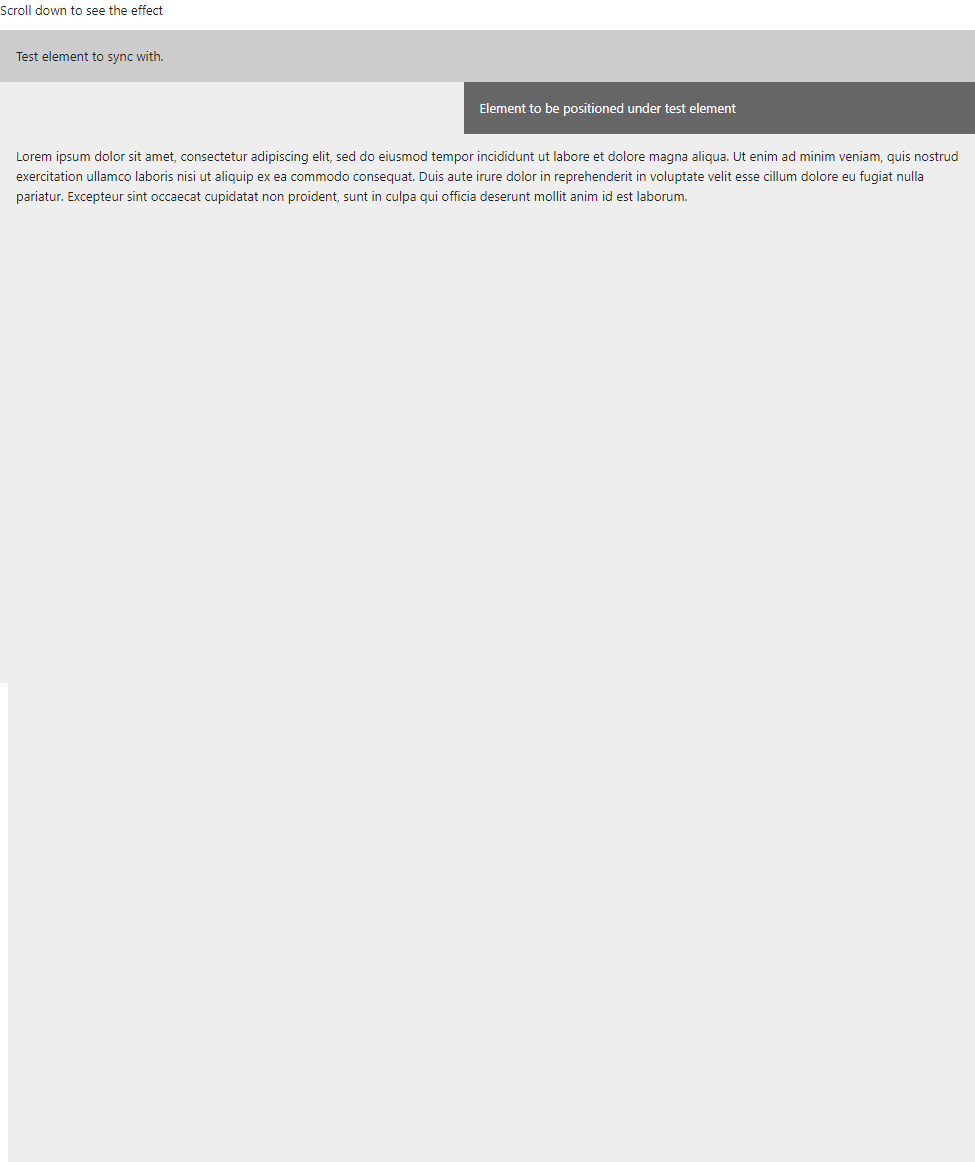 Scroll down to see the effect
Test element to sync with.
Element to be positioned under test element
Lorem ipsum dolor sit amet, consectetur adipiscing elit, sed do eiusmod tempor incididunt ut labore et dolore magna aliqua. Ut enim ad minim veniam, quis nostrud
exercitation ullamco laboris nisi ut aliquip ex ea commodo consequat. Duis aute irure dolor in reprehenderit in voluptate velit esse cillum dolore eu fugiat nulla
pariatur. Excepteur sint occaecat cupidatat non proident, sunt in culpa qui officia deserunt mollit anim id est laborum.